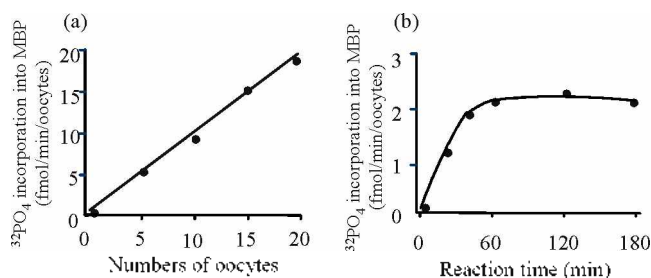 (a)
³²PO₄ incorporation into MBP
(fmol/min/oocytes)
20
15
10
5
0
0
5
10
15
20
Numbers of oocytes
(b)
³²PO₄ incorporation into MBP
(fmol/min/oocytes)
3
2
1
0
0
60
120
180
Reaction time (min)